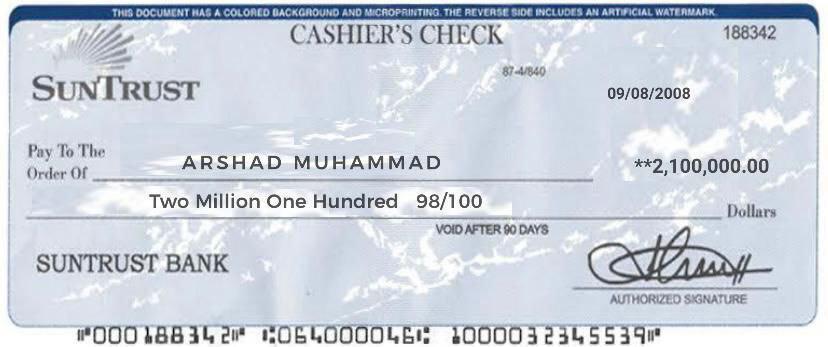 THIS DOCUMENT HAS A COLORED BACKGROUND AND MICROPRINTING. THE REVERSE SIDE INCLUDES AN ARTIFICIAL WATERMARK.
CASHIER'S CHECK
188342
87-4/840
SUNTRUST
09/08/2008
Pay To The
Order Of ARSHAD MUHAMMAD **2,100,000.00
Two Million One Hundred 98/100 Dollars
VOID AFTER 90 DAYS
SUNTRUST BANK
AUTHORIZED SIGNATURE
⑈000188342⑈ ⑆064000046⑆ 1000032345539⑈